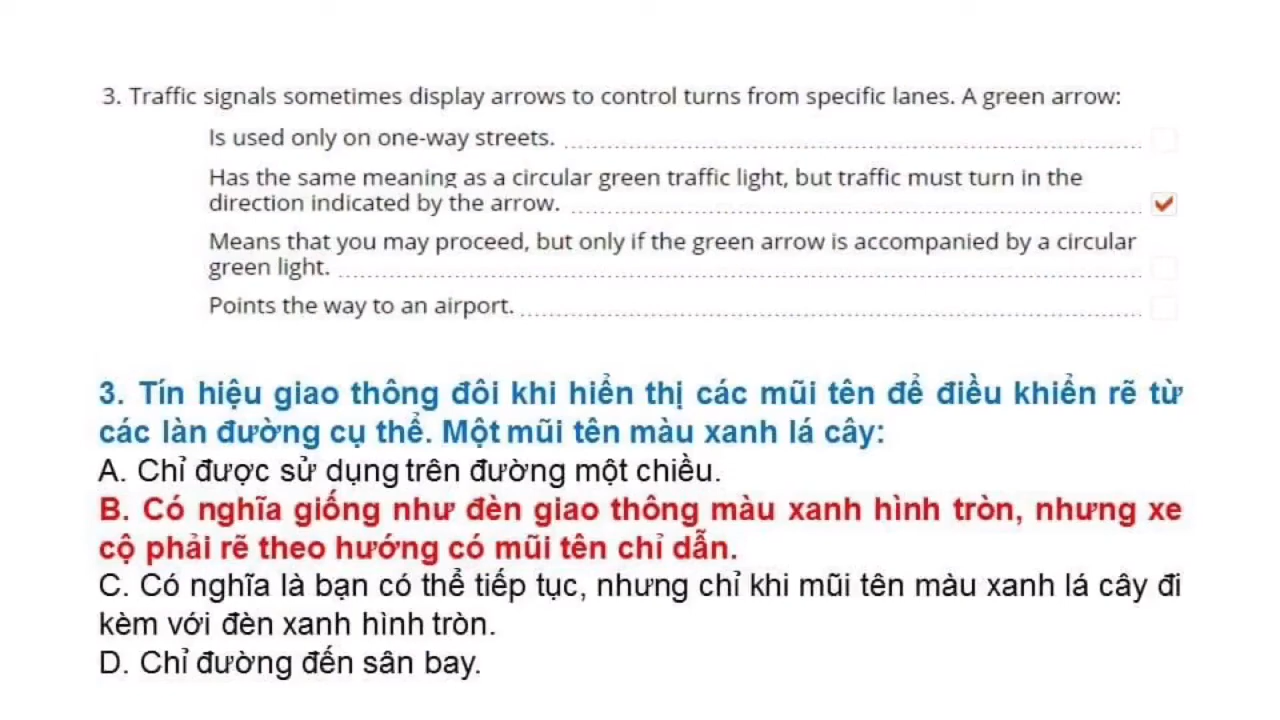 3. Traffic signals sometimes display arrows to control turns from specific lanes. A green arrow:
Is used only on one-way streets.
Has the same meaning as a circular green traffic light, but traffic must turn in the
direction indicated by the arrow.
Means that you may proceed, but only if the green arrow is accompanied by a circular
green light.
Points the way to an airport.
3. Tín hiệu giao thông đôi khi hiển thị các mũi tên để điều khiển rẽ từ
các làn đường cụ thể. Một mũi tên màu xanh lá cây:
A. Chỉ được sử dụng trên đường một chiều.
B. Có nghĩa giống như đèn giao thông màu xanh hình tròn, nhưng xe
cộ phải rẽ theo hướng có mũi tên chỉ dẫn.
C. Có nghĩa là bạn có thể tiếp tục, nhưng chỉ khi mũi tên màu xanh lá cây đi
kèm với đèn xanh hình tròn.
D. Chỉ đường đến sân bay.